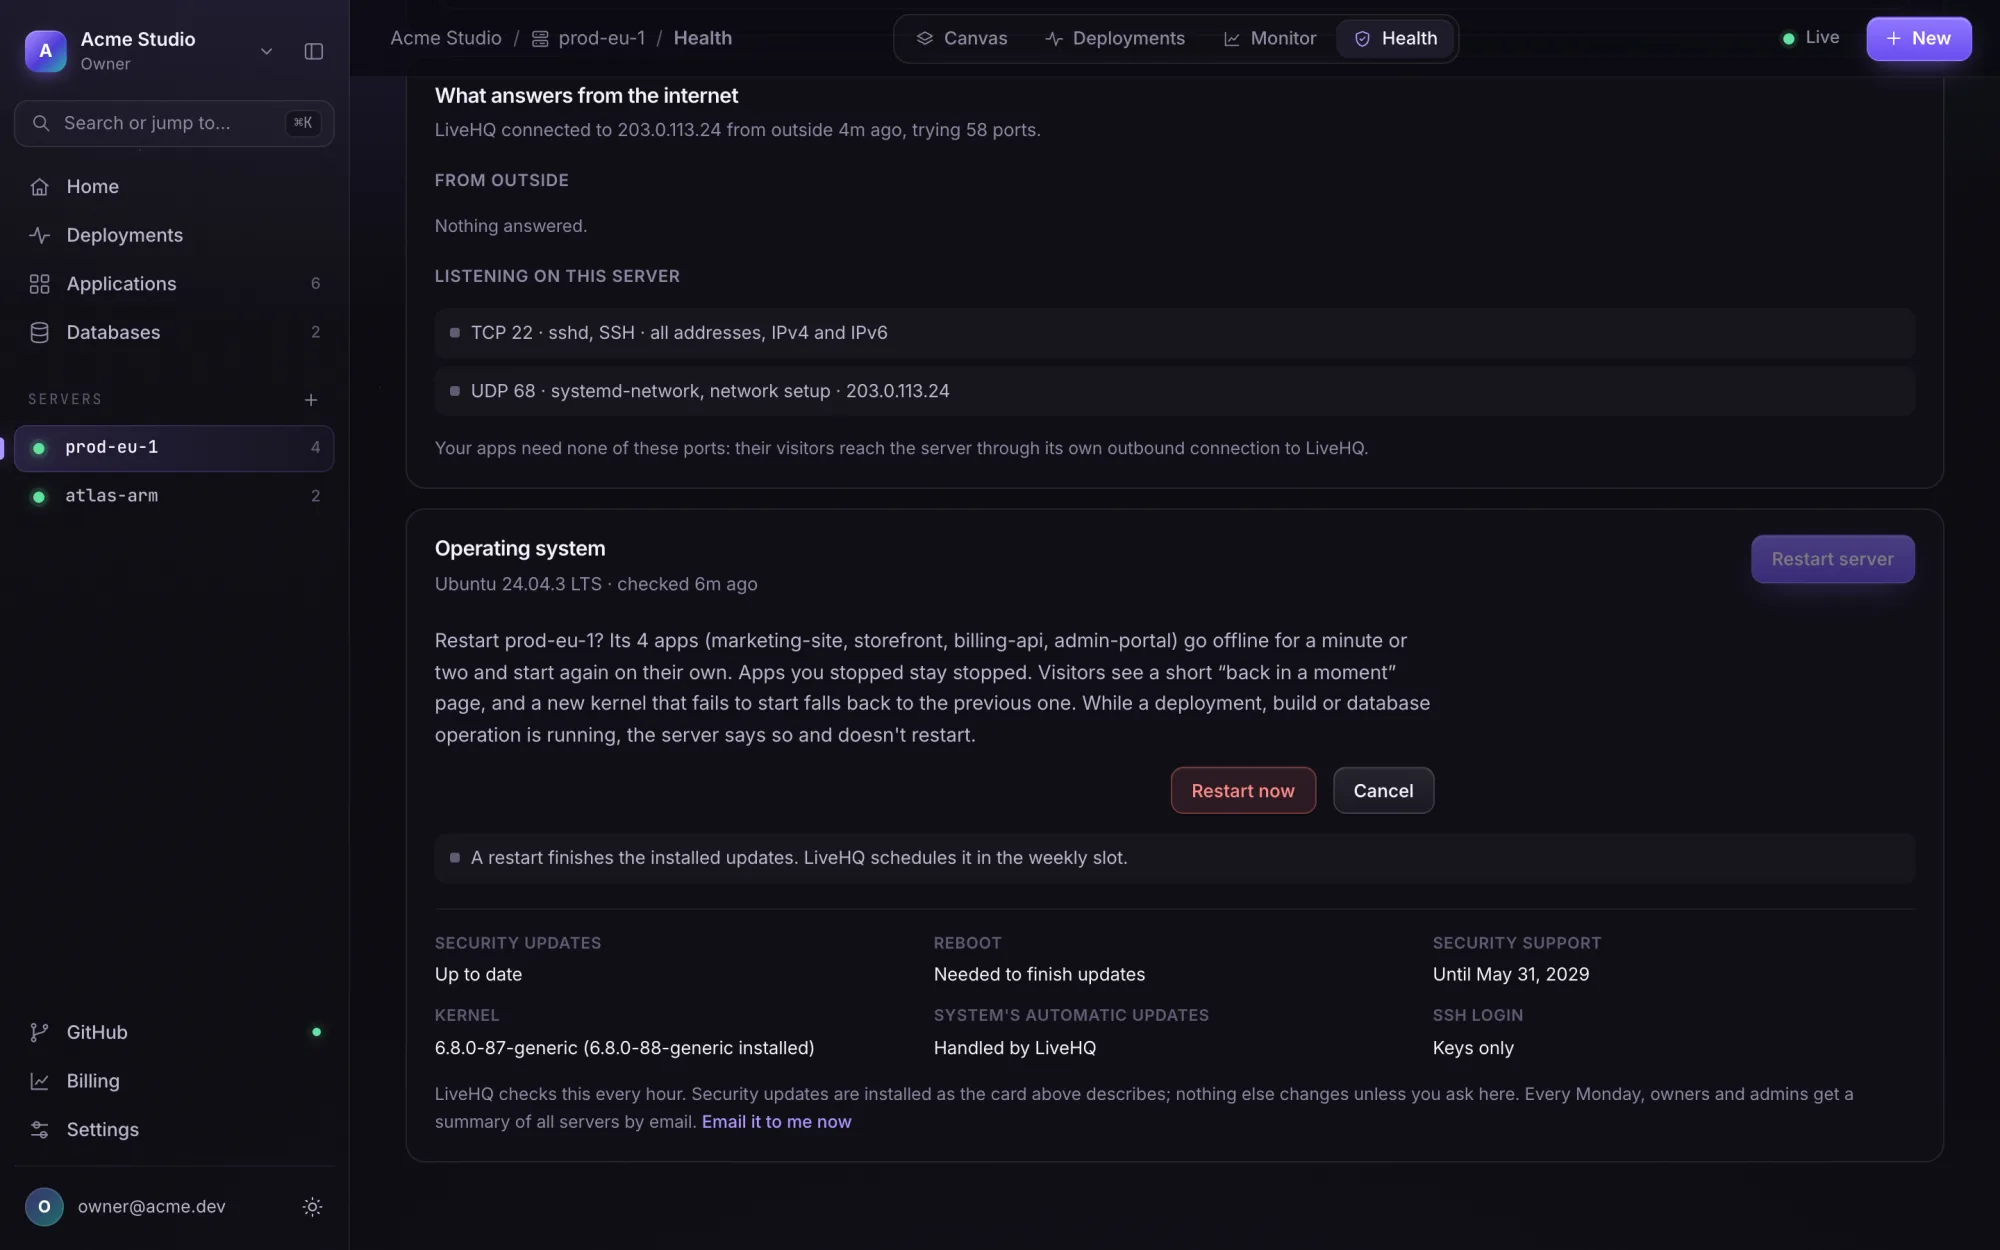 A
Acme Studio
Owner
Search or jump to...
⌘K
Home
Deployments
Applications
6
Databases
2
SERVERS
+
prod-eu-1
4
atlas-arm
2
GitHub
Billing
Settings
O
owner@acme.dev
Acme Studio / prod-eu-1 / Health
Canvas
Deployments
Monitor
Health
Live
+ New
What answers from the internet
LiveHQ connected to 203.0.113.24 from outside 4m ago, trying 58 ports.
FROM OUTSIDE
Nothing answered.
LISTENING ON THIS SERVER
TCP 22 · sshd, SSH · all addresses, IPv4 and IPv6
UDP 68 · systemd-network, network setup · 203.0.113.24
Your apps need none of these ports: their visitors reach the server through its own outbound connection to LiveHQ.
Operating system
Restart server
Ubuntu 24.04.3 LTS · checked 6m ago
Restart prod-eu-1? Its 4 apps (marketing-site, storefront, billing-api, admin-portal) go offline for a minute or
two and start again on their own. Apps you stopped stay stopped. Visitors see a short “back in a moment”
page, and a new kernel that fails to start falls back to the previous one. While a deployment, build or database
operation is running, the server says so and doesn't restart.
Restart now
Cancel
A restart finishes the installed updates. LiveHQ schedules it in the weekly slot.
SECURITY UPDATES
Up to date
REBOOT
Needed to finish updates
SECURITY SUPPORT
Until May 31, 2029
KERNEL
6.8.0-87-generic (6.8.0-88-generic installed)
SYSTEM'S AUTOMATIC UPDATES
Handled by LiveHQ
SSH LOGIN
Keys only
LiveHQ checks this every hour. Security updates are installed as the card above describes; nothing else changes unless you ask here. Every Monday, owners and admins get a
summary of all servers by email. Email it to me now